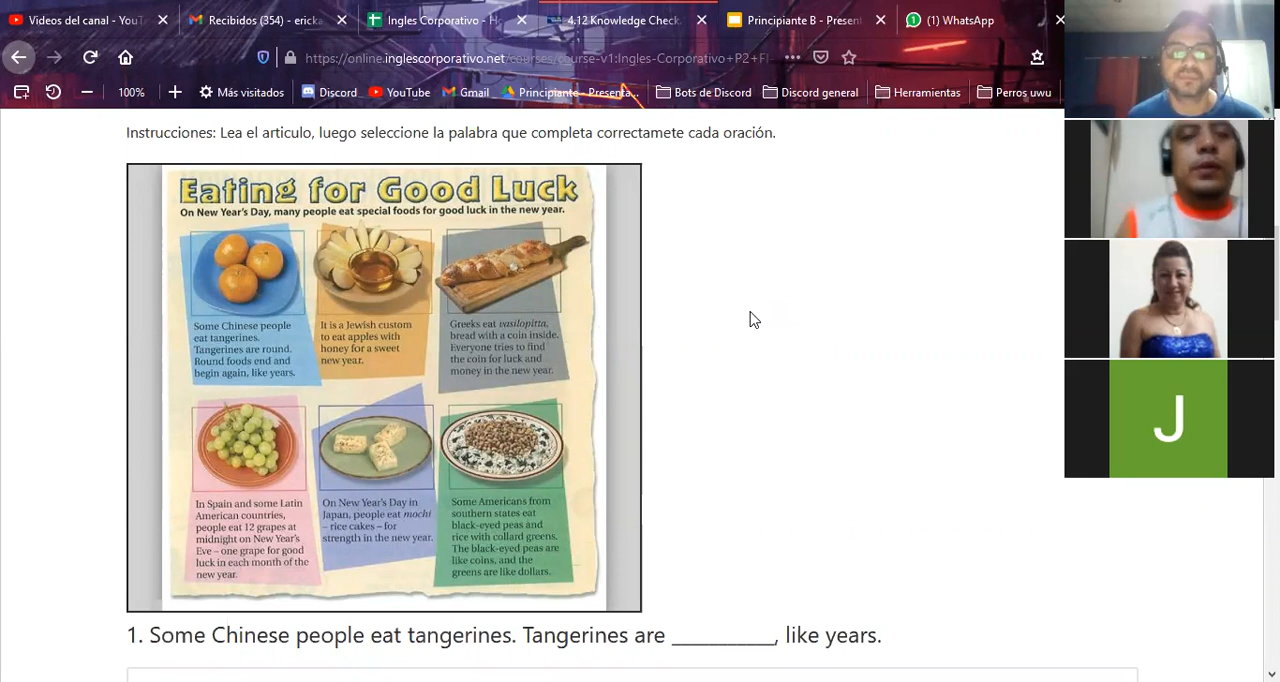 Videos del canal - YouT
Recibidos (354) - ericka
Ingles Corporativo - Ho
4.12 Knowledge Check.
Principiante B - Present
(1) WhatsApp
https://online.inglescorporativo.net/courses/course-v1:Ingles-Corporativo+P2+
100%
Más visitados
Discord
YouTube
Gmail
Principiante - Presenta...
Bots de Discord
Discord general
Herramientas
Perros uwu
Instrucciones: Lea el articulo, luego seleccione la palabra que completa correctamete cada oración.
Eating for Good Luck
On New Year's Day, many people eat special foods for good luck in the new year.
Some Chinese people
eat tangerines.
Tangerines are round.
Round foods end and
begin again, like years.
It is a Jewish custom
to eat apples with
honey for a sweet
new year.
Greeks eat vasilopitta,
bread with a coin inside.
Everyone tries to find
the coin for luck and
money in the new year.
In Spain and some Latin
American countries,
people eat 12 grapes at
midnight on New Year's
Eve – one grape for good
luck in each month of the
new year.
On New Year's Day in
Japan, people eat mochi
– rice cakes – for
strength in the new year.
Some Americans from
southern states eat
black-eyed peas and
rice with collard greens.
The black-eyed peas are
like coins, and the
greens are like dollars.
1. Some Chinese people eat tangerines. Tangerines are __________, like years.
J